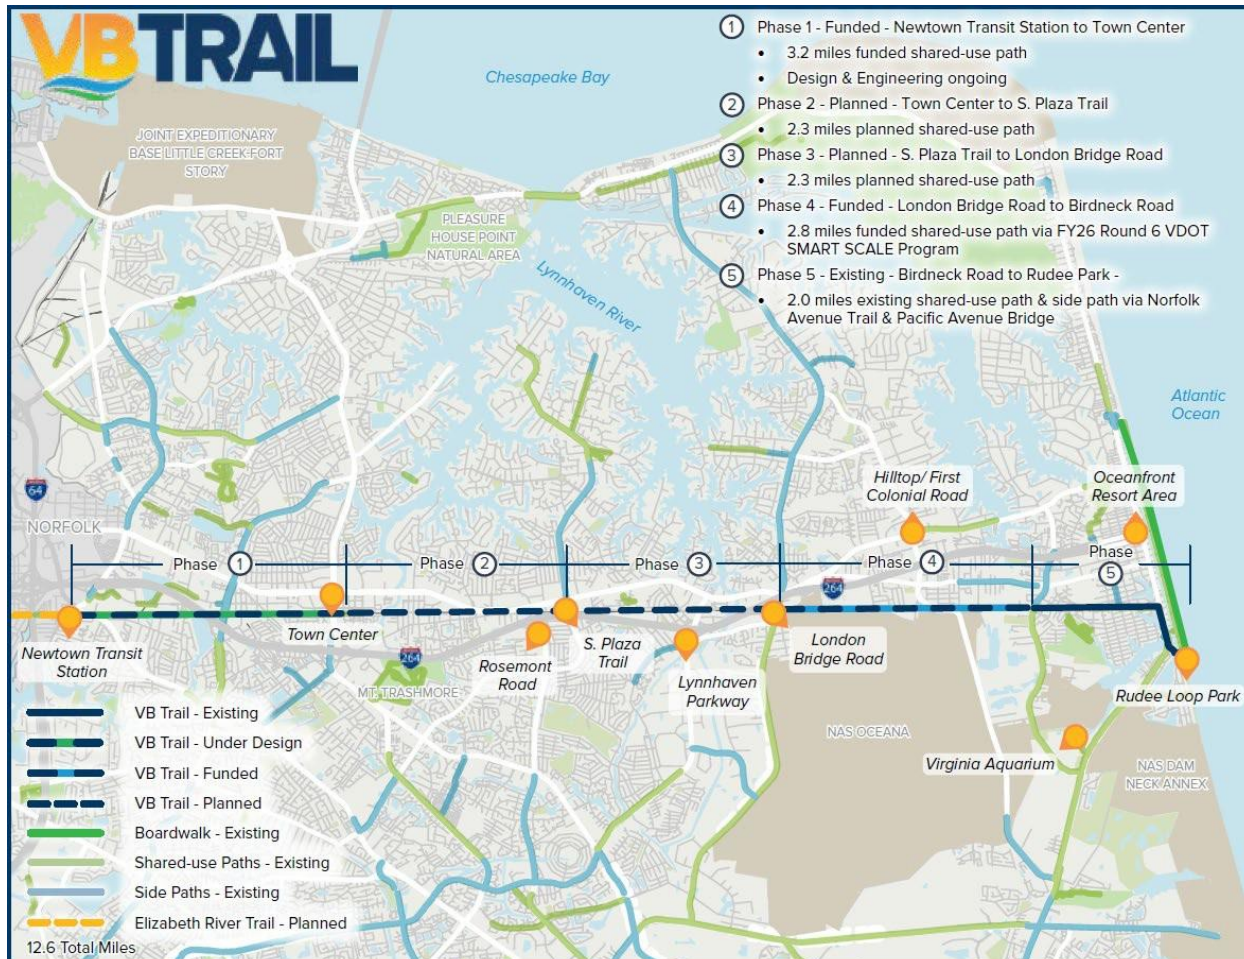 VBTRAIL
① Phase 1 - Funded - Newtown Transit Station to Town Center
• 3.2 miles funded shared-use path
• Design & Engineering ongoing
② Phase 2 - Planned - Town Center to S. Plaza Trail
• 2.3 miles planned shared-use path
③ Phase 3 - Planned - S. Plaza Trail to London Bridge Road
• 2.3 miles planned shared-use path
④ Phase 4 - Funded - London Bridge Road to Birdneck Road
• 2.8 miles funded shared-use path via FY26 Round 6 VDOT
SMART SCALE Program
⑤ Phase 5 - Existing - Birdneck Road to Rudee Park -
• 2.0 miles existing shared-use path & side path via Norfolk
Avenue Trail & Pacific Avenue Bridge
Chesapeake Bay
JOINT EXPEDITIONARY
BASE LITTLE CREEK-FORT
STORY
PLEASURE
HOUSE POINT
NATURAL AREA
Lynnhaven River
Atlantic
Ocean
64
NORFOLK
Hilltop/ First
Colonial Road
Oceanfront
Resort Area
Phase ①
Phase ②
Phase ③
Phase ④
Phase
⑤
264
Newtown Transit
Station
Town Center
264
MT. TRASHMORE
Rosemont
Road
S. Plaza
Trail
Lynnhaven
Parkway
London
Bridge Road
Rudee Loop Park
NAS OCEANA
Virginia Aquarium
NAS DAM
NECK ANNEX
VB Trail - Existing
VB Trail - Under Design
VB Trail - Funded
VB Trail - Planned
Boardwalk - Existing
Shared-use Paths - Existing
Side Paths - Existing
Elizabeth River Trail - Planned
12.6 Total Miles